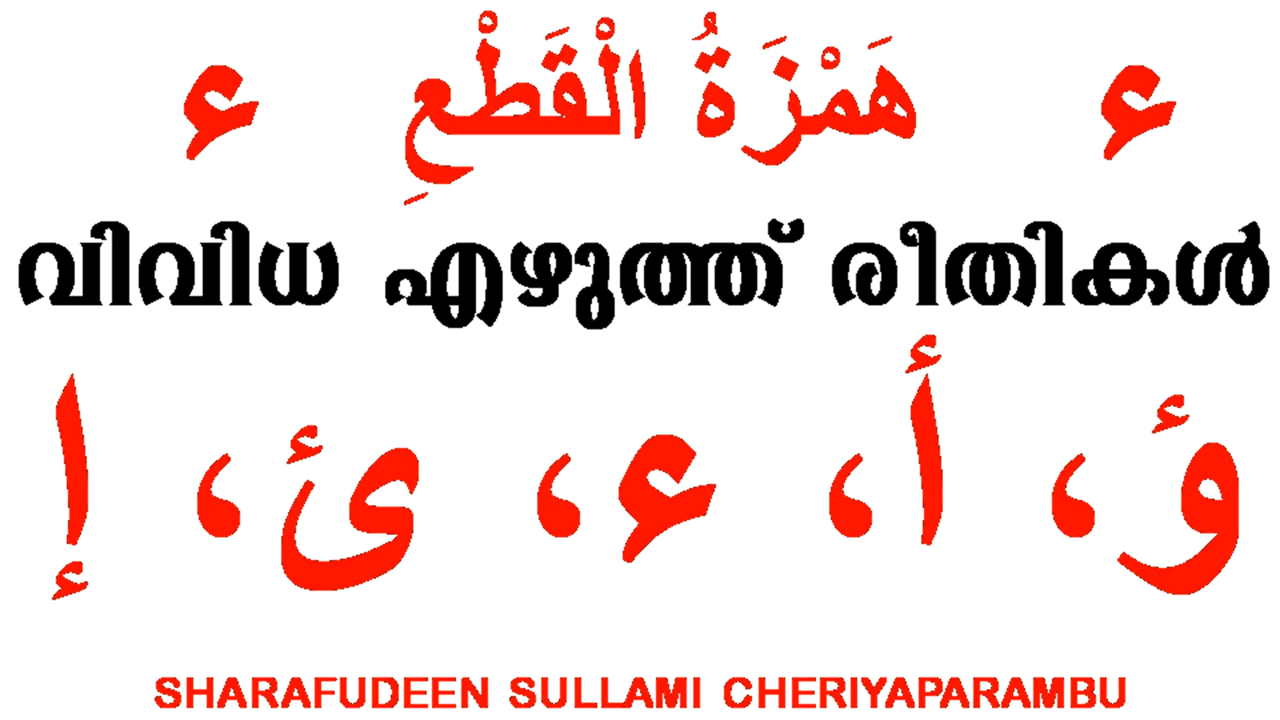 ء هَمْزَةُ الْقَطْعِ ء
വിവിധ എഴുത്ത് രീതികൾ
ؤ، أ، ء، ئ، إ
SHARAFUDEEN SULLAMI CHERIYAPARAMBU